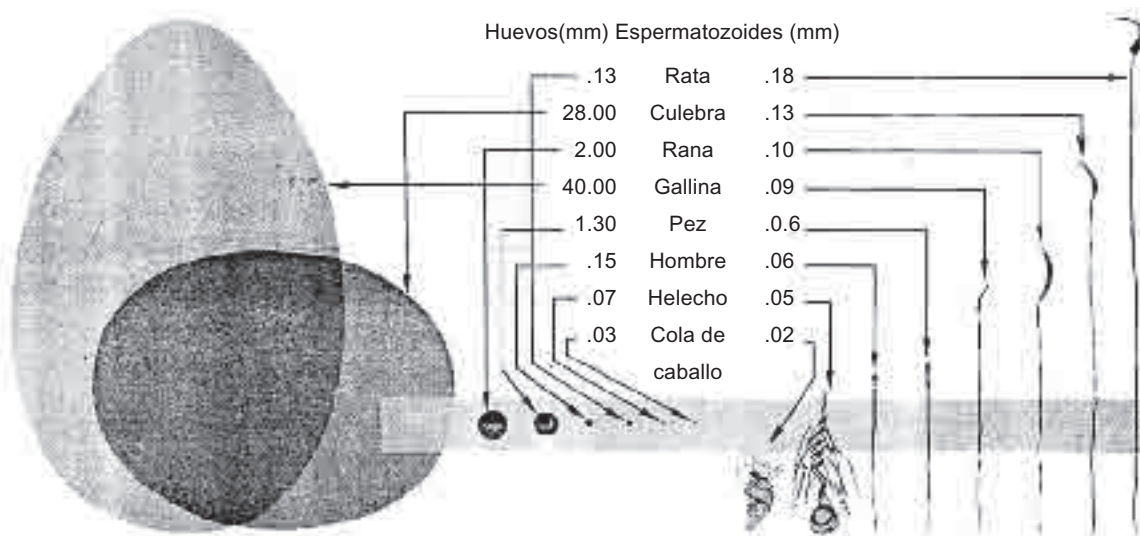 Huevos(mm) Espermatozoides (mm)
.13 Rata .18
28.00 Culebra .13
2.00 Rana .10
40.00 Gallina .09
1.30 Pez .0.6
.15 Hombre .06
.07 Helecho .05
.03 Cola de .02
caballo